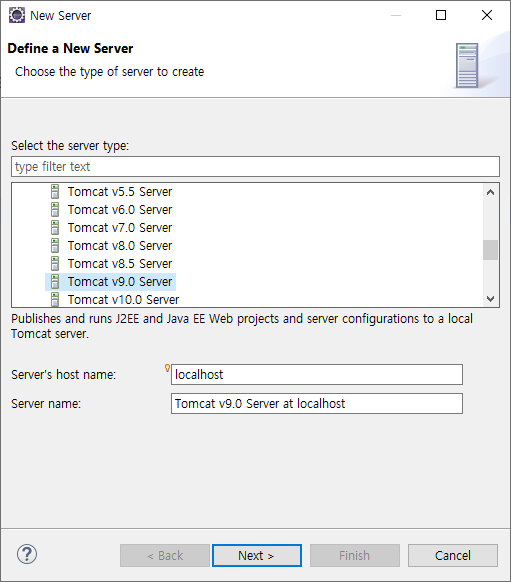 New Server
Define a New Server
Choose the type of server to create
Select the server type:
type filter text
Tomcat v5.5 Server
Tomcat v6.0 Server
Tomcat v7.0 Server
Tomcat v8.0 Server
Tomcat v8.5 Server
Tomcat v9.0 Server
Tomcat v10.0 Server
Publishes and runs J2EE and Java EE Web projects and server configurations to a local
Tomcat server.
Server's host name: localhost
Server name: Tomcat v9.0 Server at localhost
? < Back Next > Finish Cancel